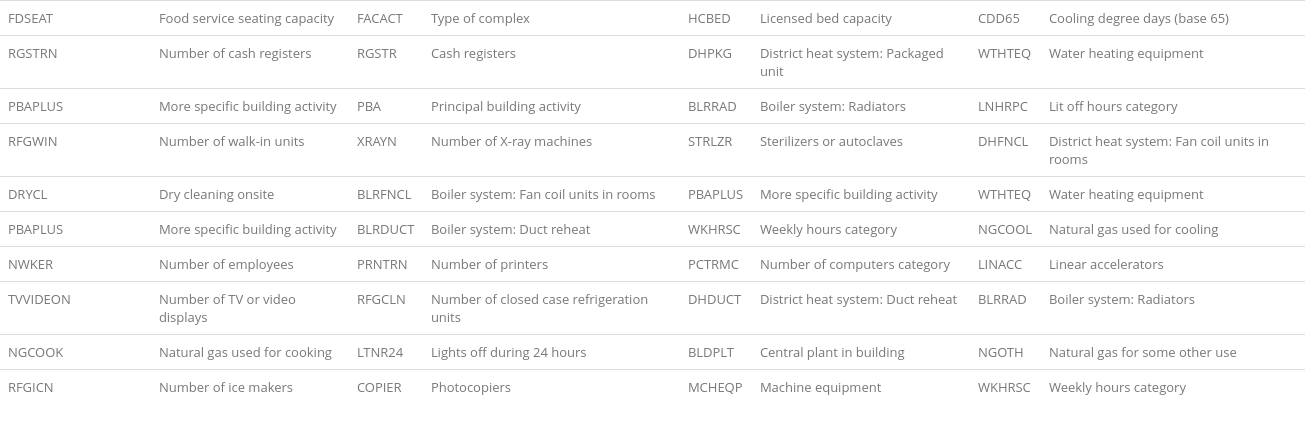 FDSEAT Food service seating capacity FACACT Type of complex HCBED Licensed bed capacity CDD65 Cooling degree days (base 65)
RGSTRN Number of cash registers RGSTR Cash registers DHPKG District heat system: Packaged WTHTEQ Water heating equipment
unit
PBAPLUS More specific building activity PBA Principal building activity BLRRAD Boiler system: Radiators LNHRPC Lit off hours category
RFGWIN Number of walk-in units XRAYN Number of X-ray machines STRLZR Sterilizers or autoclaves DHFNCL District heat system: Fan coil units in
rooms
DRYCL Dry cleaning onsite BLRFNCL Boiler system: Fan coil units in rooms PBAPLUS More specific building activity WTHTEQ Water heating equipment
PBAPLUS More specific building activity BLRDUCT Boiler system: Duct reheat WKHRSC Weekly hours category NGCOOL Natural gas used for cooling
NWKER Number of employees PRNTRN Number of printers PCTRMC Number of computers category LINACC Linear accelerators
TVVIDEON Number of TV or video RFGCLN Number of closed case refrigeration DHDUCT District heat system: Duct reheat BLRRAD Boiler system: Radiators
displays units
NGCOOK Natural gas used for cooking LTNR24 Lights off during 24 hours BLDPLT Central plant in building NGOTH Natural gas for some other use
RFGICN Number of ice makers COPIER Photocopiers MCHEQP Machine equipment WKHRSC Weekly hours category